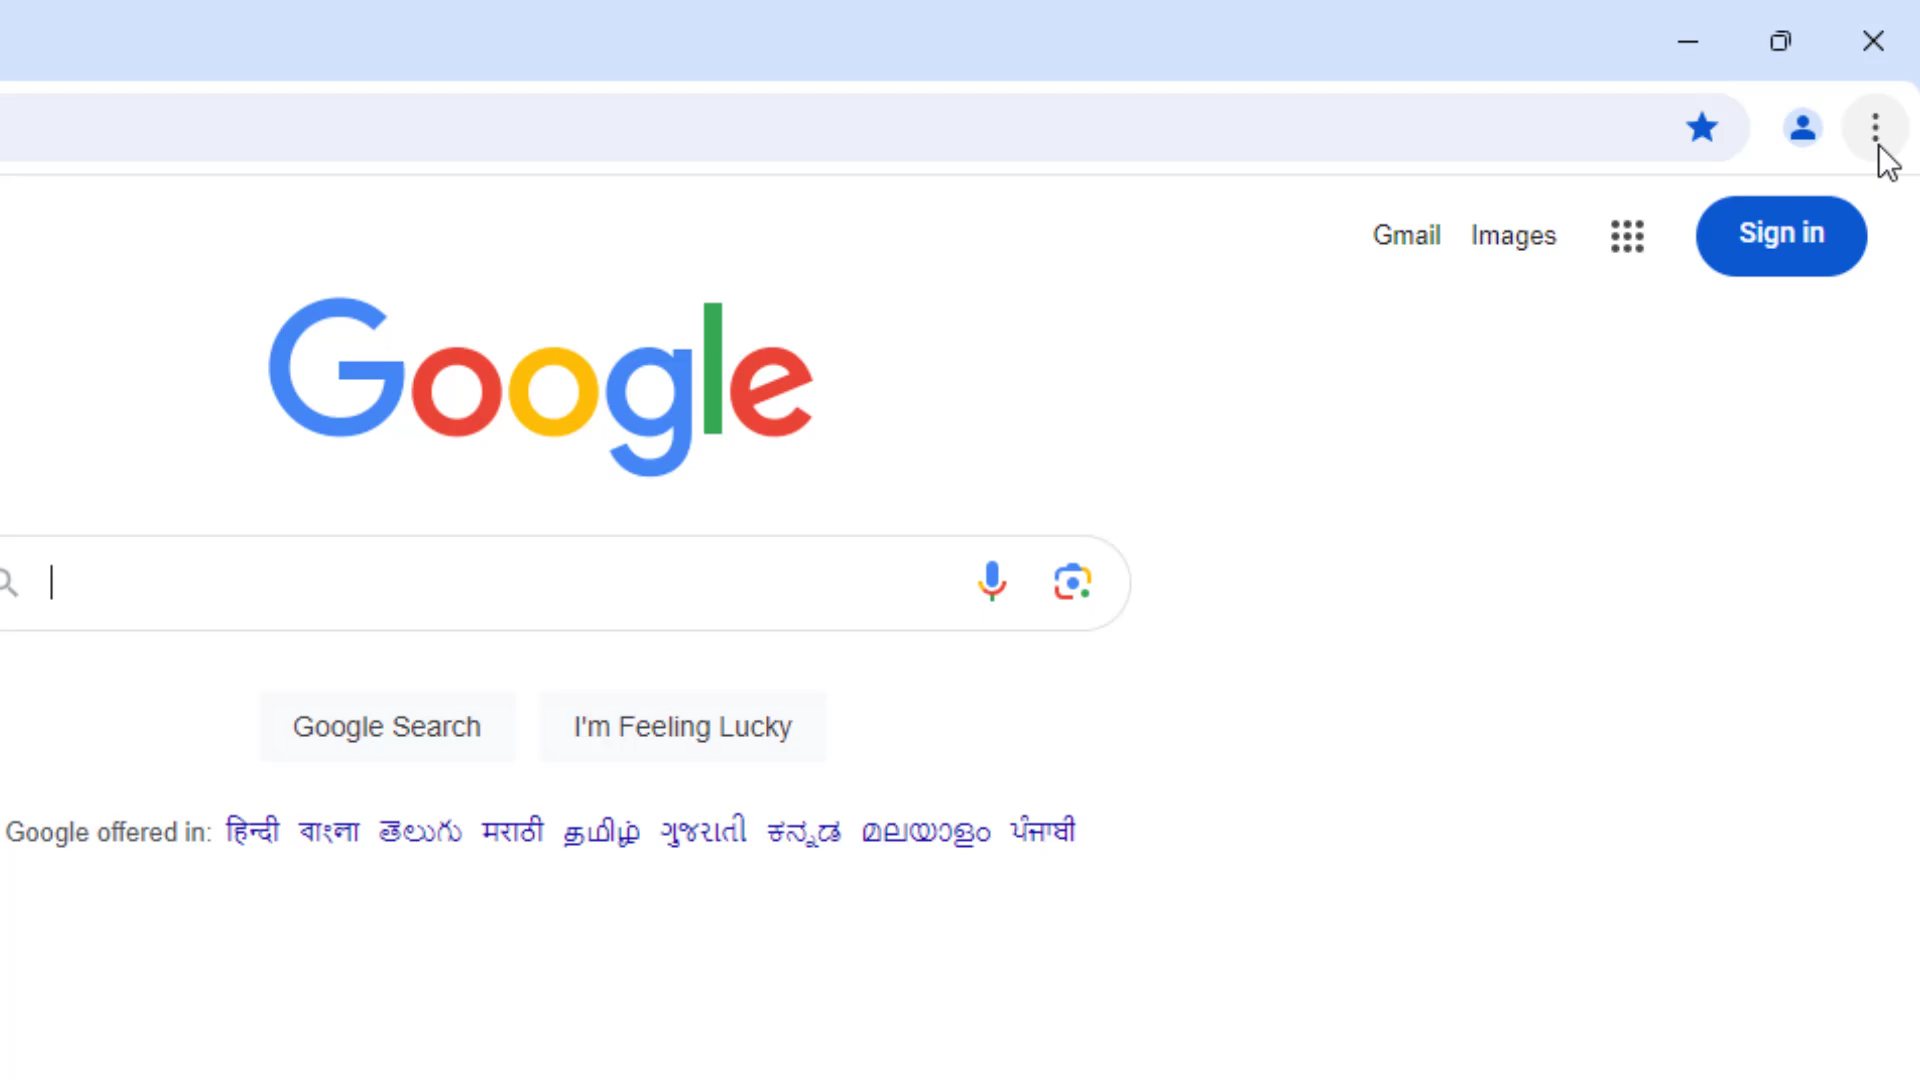 Gmail Images Sign in
Google
Google Search I'm Feeling Lucky
Google offered in: हिन्दी বাংলা తెలుగు मराठी தமிழ் ગુજરાતી ಕನ್ನಡ മലയാളം ਪੰਜਾਬੀ